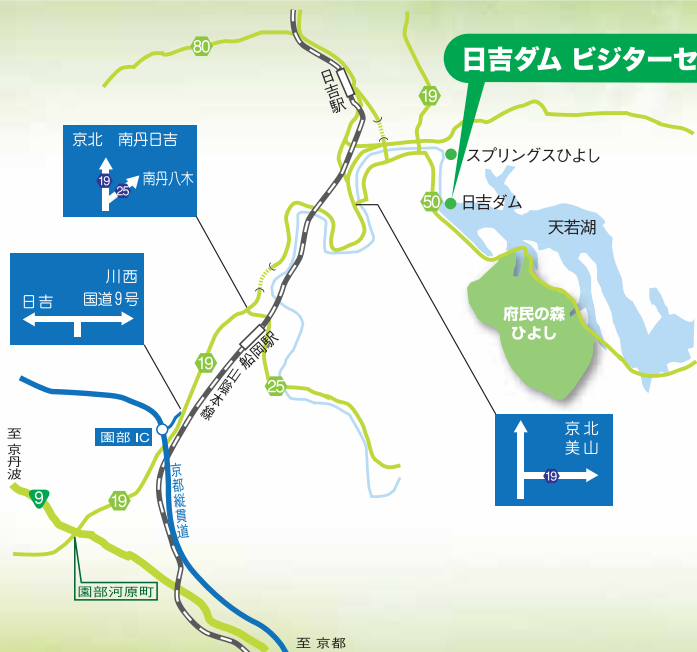 80
日吉駅
19
日吉ダム ビジターセ
スプリングスひよし
50
日吉ダム
天若湖
府民の森
ひよし
京北 南丹日吉
19
25
南丹八木
川西
日吉
国道9号
船岡駅
山陰本線
19
25
園部 IC
京都縦貫道
至 京丹波
9
19
園部河原町
京北
美山
19
至 京都